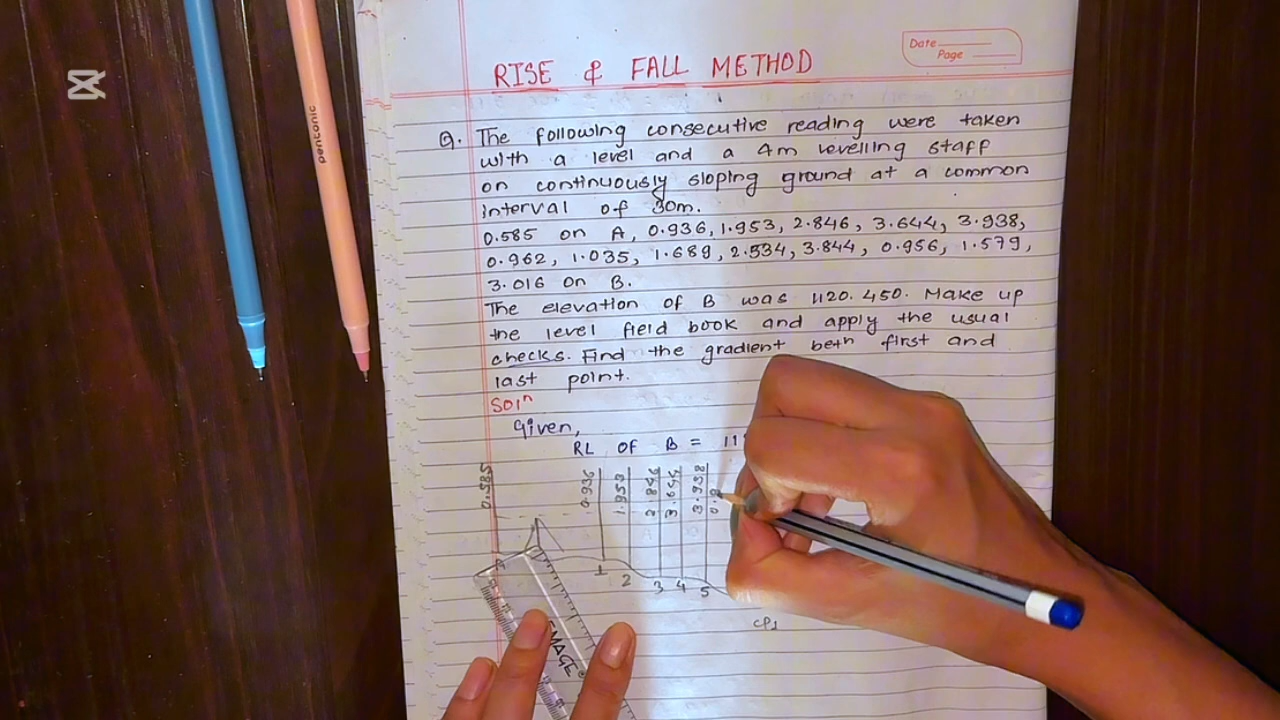 Date
Page
pentonic
RISE & FALL METHOD
Q. The following consecutive reading were taken
with a level and a 4m levelling staff
on continuously sloping ground at a common
interval of 30m.
0.585 on A, 0.936, 1.953, 2.846, 3.644, 3.938,
0.962, 1.035, 1.689, 2.534, 3.844, 0.956, 1.579,
3.016 on B.
The elevation of B was 1120.450. Make up
the level field book and apply the usual
checks. Find the gradient betn first and
last point.
Soln
Given,
RL OF B = 11
0.585
0.936
1.953
2.846
3.644
3.938
0.9
1 2 3 4 5
CP1